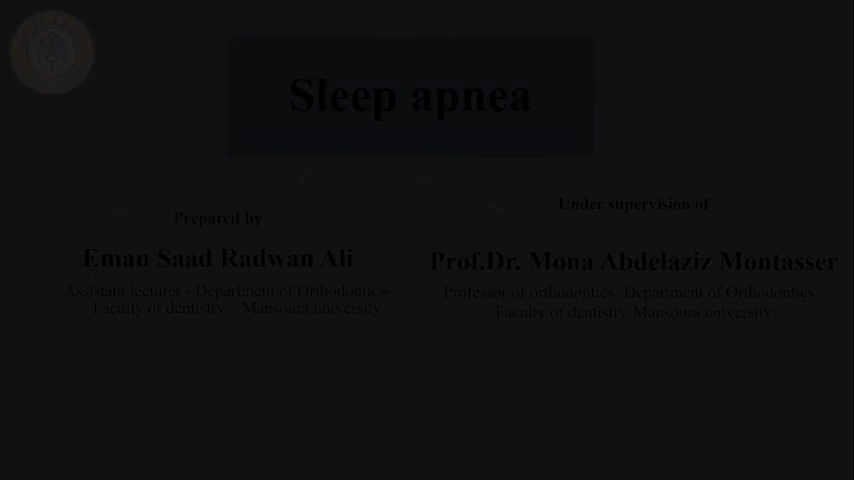 Sleep apnea
Prepared by
Eman Saad Radwan Ali
Assistant lecturer - Department of Orthodontics-
Faculty of dentistry - Mansoura university
Under supervision of
Prof.Dr. Mona Abdelaziz Montasser
Professor of orthodontics- Department of Orthodontics
Faculty of dentistry-Mansoura university